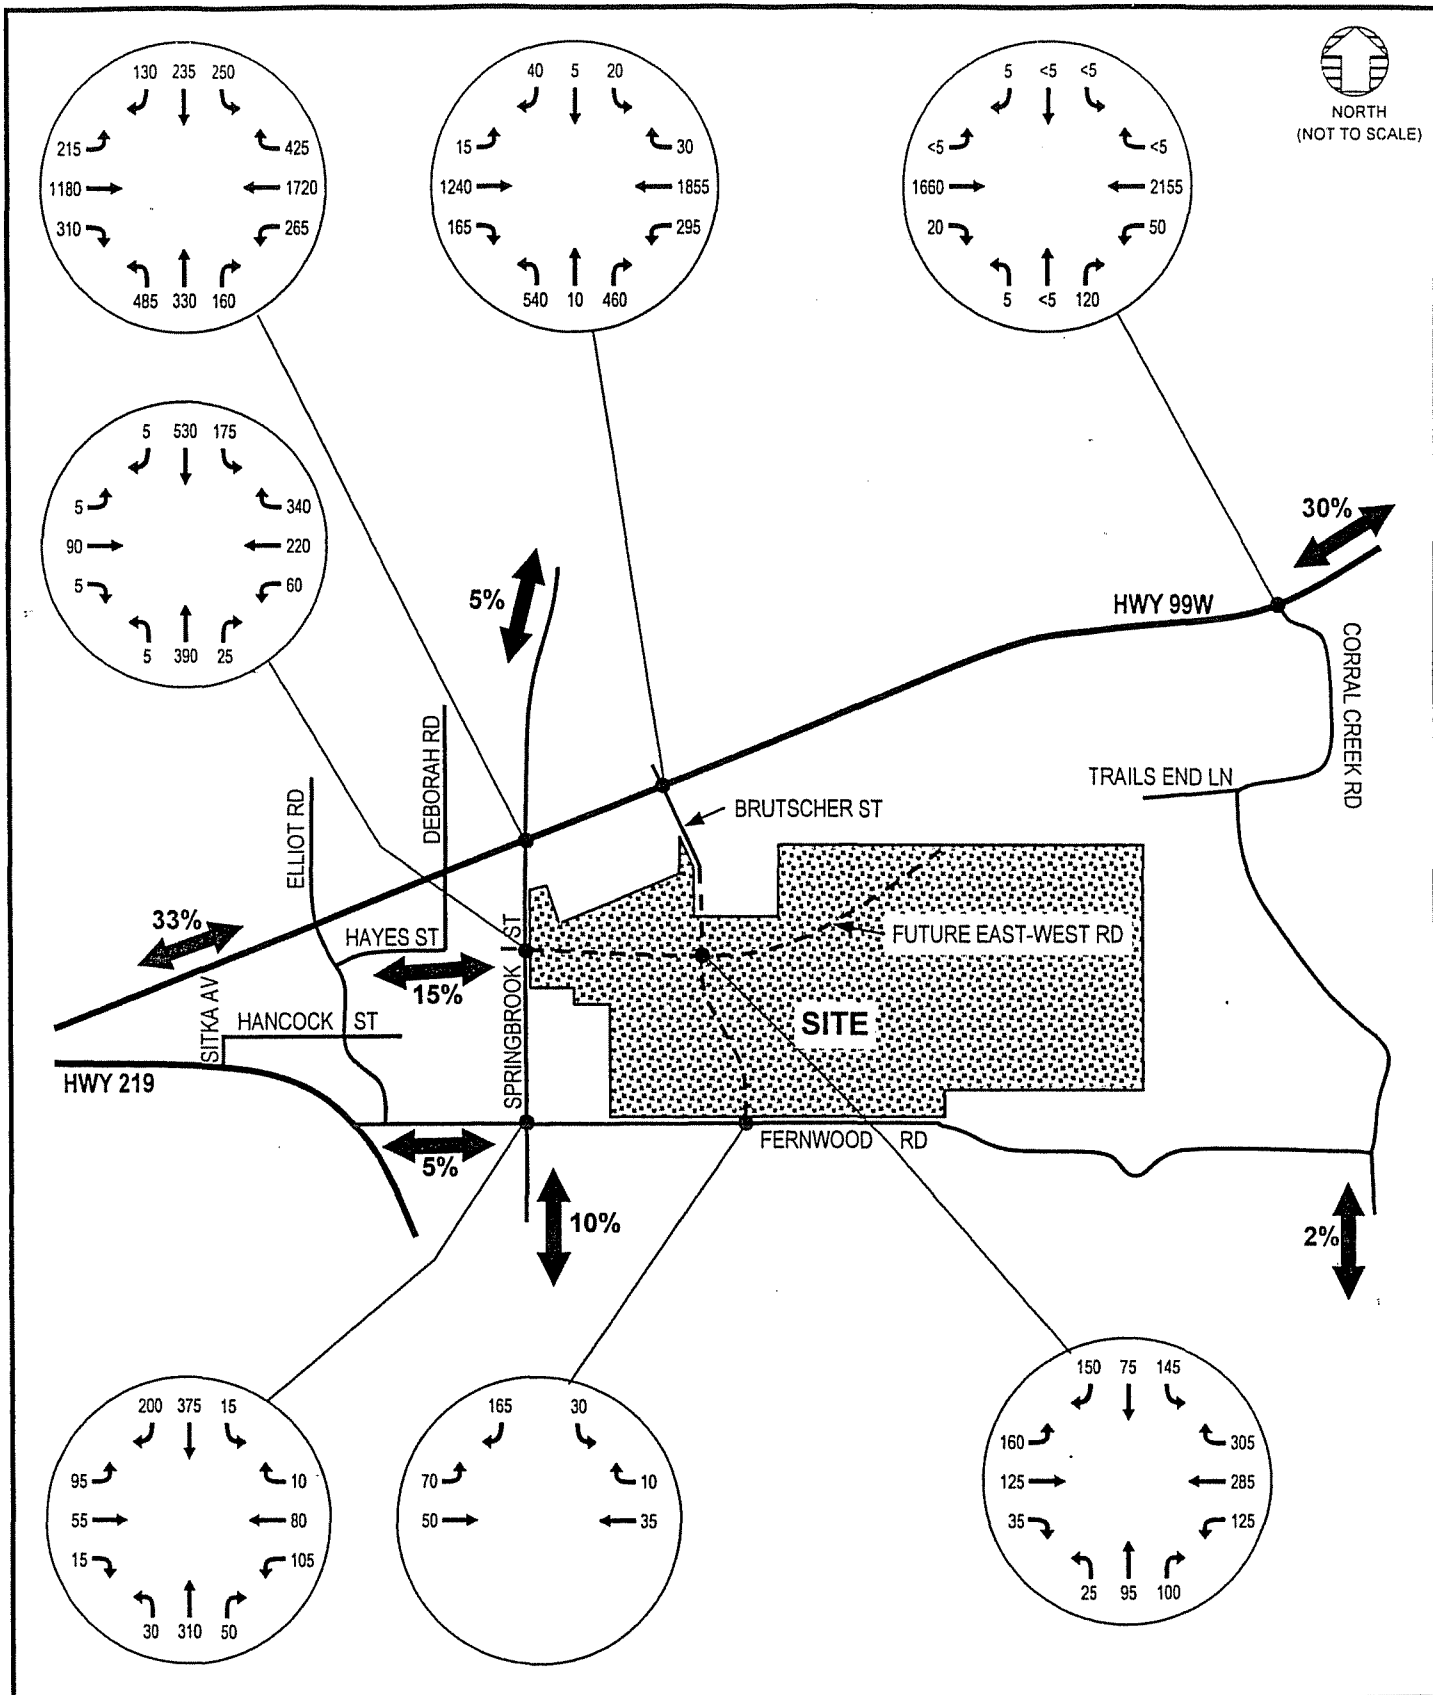 130 235 250
215
1180
310
425
1720
265
485 330 160
40 5 20
15
1240
165
30
1855
295
540 10 460
5 <5 <5
<5
1660
20
<5
2155
50
5 <5 120
NORTH
(NOT TO SCALE)
5 530 175
5
90
5
340
220
60
5 390 25
30%
5%
HWY 99W
CORRAL CREEK RD
TRAILS END LN
BRUTSCHER ST
DEBORAH RD
ELLIOT RD
33%
HAYES ST
15%
SPRINGBROOK ST
FUTURE EAST-WEST RD
SITE
SITKA AV
HANCOCK ST
HWY 219
FERNWOOD RD
5%
10%
2%
200 375 15
95
55
15
10
80
105
30 310 50
165 30
70
50
10
35
150 75 145
160
125
35
305
285
125
25 95 100